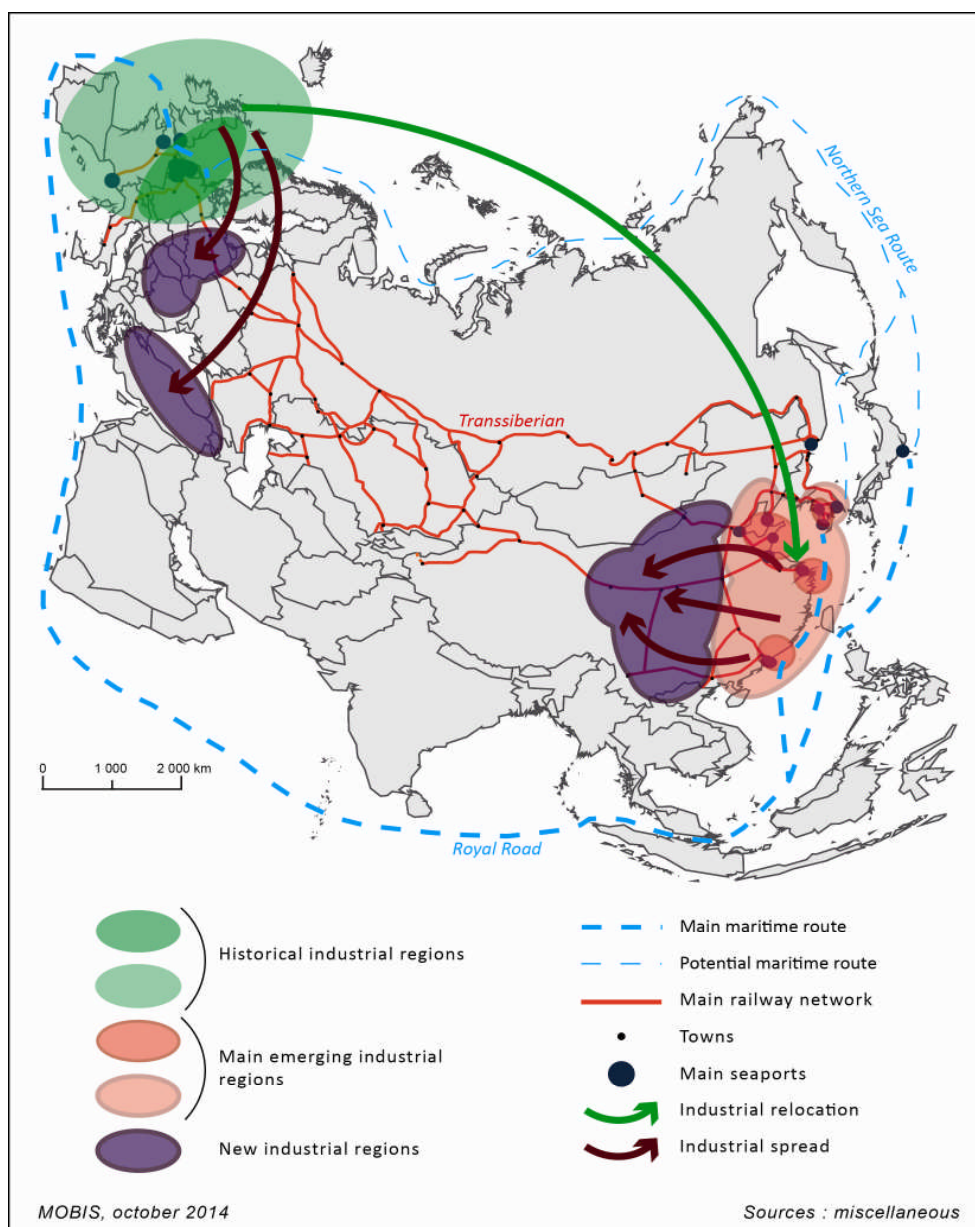 Northern Sea Route
Transsiberian
0 1 000 2 000 km
Royal Road
Historical industrial regions
Main emerging industrial
regions
New industrial regions
Main maritime route
Potential maritime route
Main railway network
Towns
Main seaports
Industrial relocation
Industrial spread
MOBIS, october 2014
Sources : miscellaneous